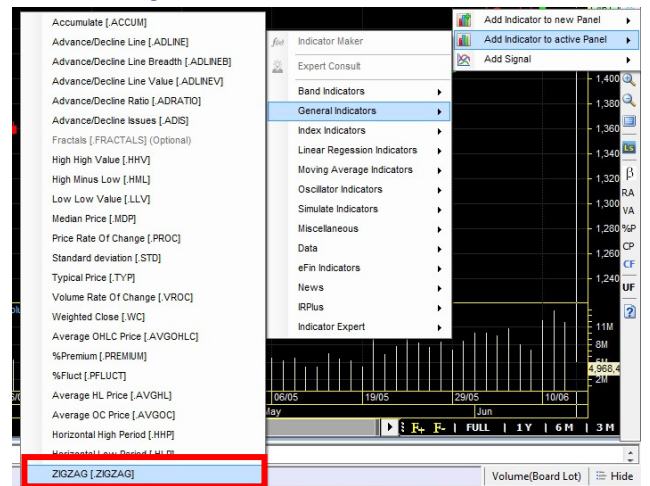 Accumulate [.ACCUM]
Advance/Decline Line [.ADLINE]
Advance/Decline Line Breadth [.ADLINEB]
Advance/Decline Line Value [.ADLINEV]
Advance/Decline Ratio [.ADRATIO]
Advance/Decline Issues [.ADIS]
Fractals [.FRACTALS] (Optional)
High High Value [.HHV]
High Minus Low [.HML]
Low Low Value [.LLV]
Median Price [.MDP]
Price Rate Of Change [.PROC]
Standard deviation [.STD]
Typical Price [.TYP]
Volume Rate Of Change [.VROC]
Weighted Close [.WC]
Average OHLC Price [.AVGOHLC]
%Premium [.PREMIUM]
%Fluct [.PFLUCT]
Average HL Price [.AVGHL]
Average OC Price [.AVGOC]
Horizontal High Period [.HHP]
Horizontal Low Period [.HLP]
ZIGZAG [.ZIGZAG]
Indicator Maker
Expert Consult
Band Indicators
General Indicators
Index Indicators
Linear Regression Indicators
Moving Average Indicators
Oscillator Indicators
Simulate Indicators
Miscellaneous
Data
eFin Indicators
News
IRPlus
Indicator Expert
Add Indicator to new Panel
Add Indicator to active Panel
Add Signal
1,400
1,380
1,360
1,340
1,320
1,300
1,280
1,260
1,240
11M
8M
4,968,4
2M
Ls
β
RA
VA
%P
CP
CF
UF
?
06/05 19/05 29/05 10/06
May Jun
F+ F- | FULL | 1Y | 6M | 3M
Volume(Board Lot) Hide